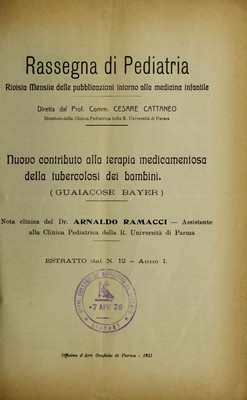 Rassegna di Pediatria
Rivista Mensile delle pubblicazioni intorno alla medicina infantile
Diretta dal Prof. Comm. CESARE CATTANEO
Direttore della Clinica Pediatrica della R. Università di Parma
Nuovo contributo alla terapia medicamentosa
della tubercolosi dei bambini.
(GUAIACOSE BAYER)
Nota clinica del Dr. ARNALDO RAMACCI — Assistente
alla Clinica Pediatrica della R. Università di Parma
ESTRATTO dal N. 12 - Anno I.
-7 APR 28
LIBRARY
Officina d'Arti Grafiche di Parma - 1921